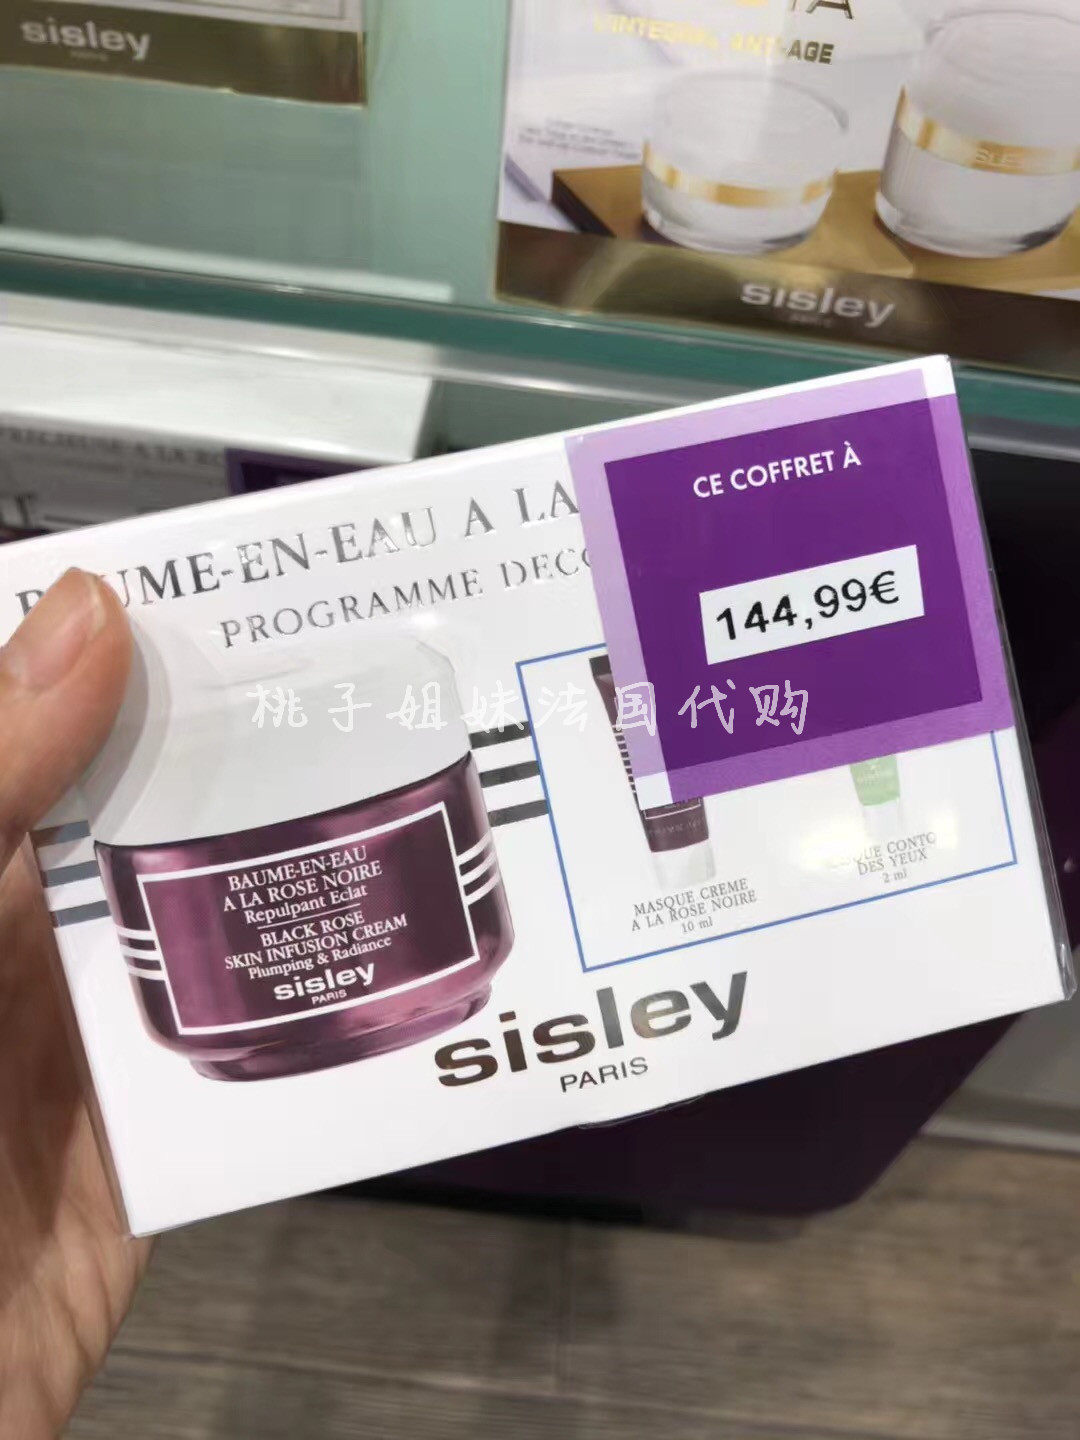 sisley
PARIS
L'INTEGRAL ANTI-AGE
sisley
PARIS
CE COFFRET À
144,99€
-EN-EAU A LA
PROGRAMME
桃子姐妹法国代购
BAUME-EN-EAU
A LA ROSE NOIRE
Repulpant Eclat
BLACK ROSE
SKIN INFUSION CREAM
Plumping & Radiance
sisley
PARIS
MASQUE CREME
A LA ROSE NOIRE
10 ml
DES YEUX
2 ml
sisley
PARIS